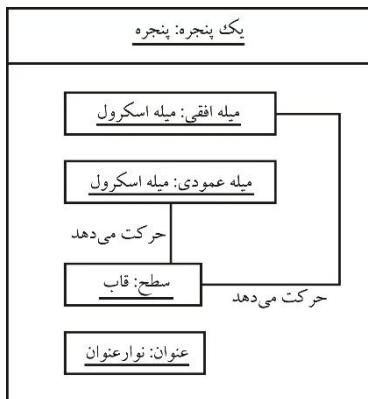 یک پنجره: پنجره
میله افقی: میله اسکرول
میله عمودی: میله اسکرول
حرکت می‌دهد
سطح: قاب
حرکت می‌دهد
عنوان: نوارعنوان